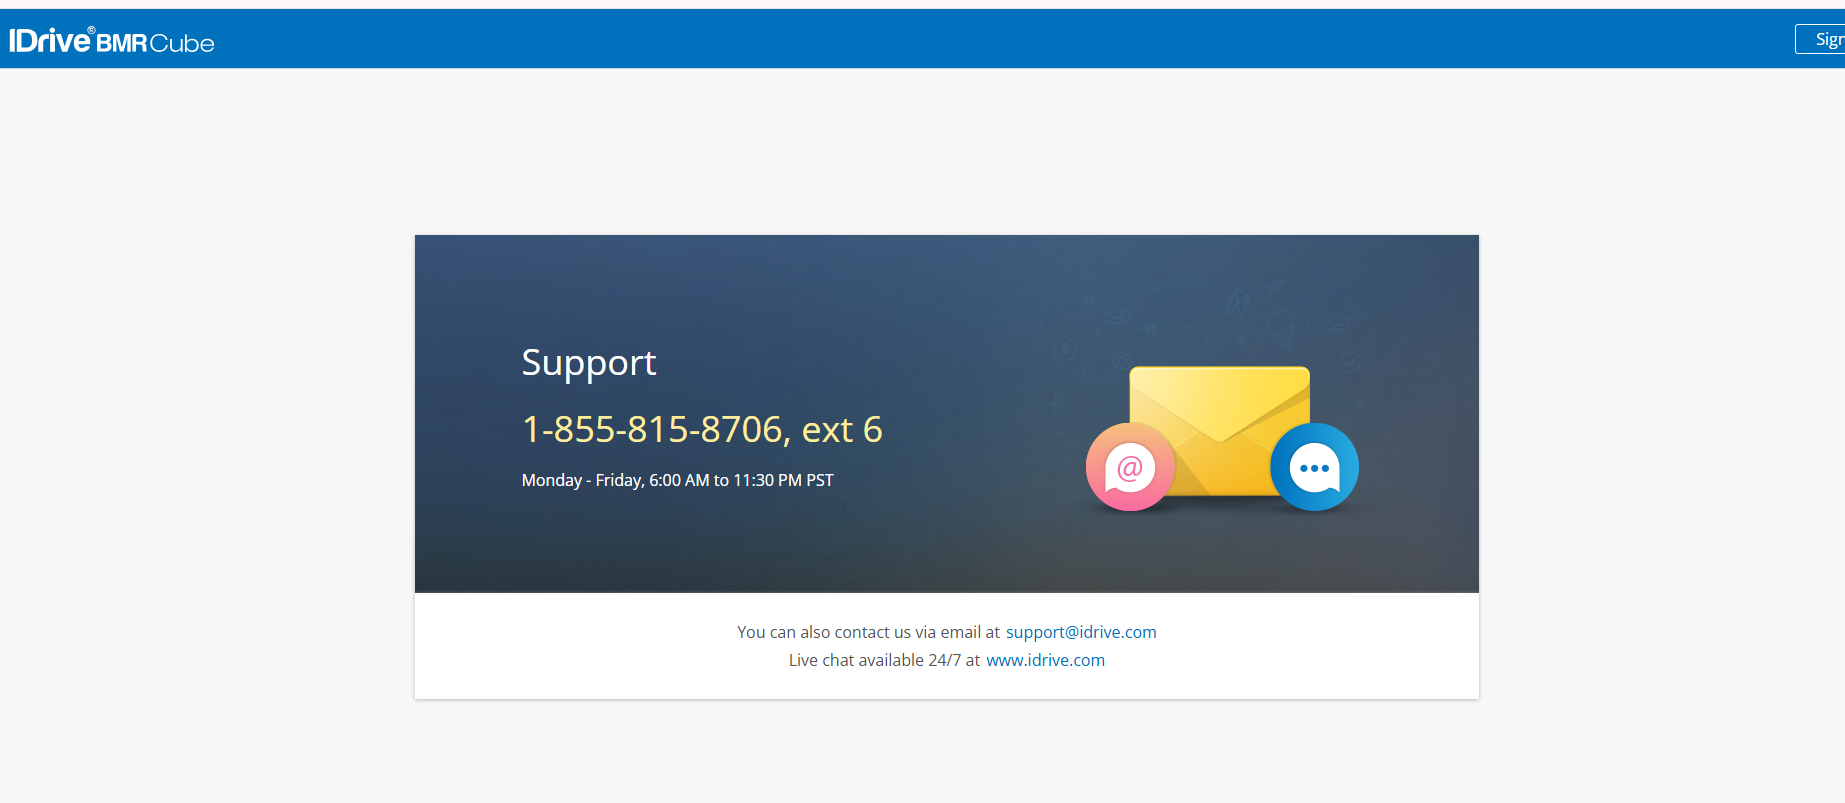 IDrive® BMR Cube
Sign
Support
1-855-815-8706, ext 6
Monday - Friday, 6:00 AM to 11:30 PM PST
@
You can also contact us via email at support@idrive.com
Live chat available 24/7 at www.idrive.com